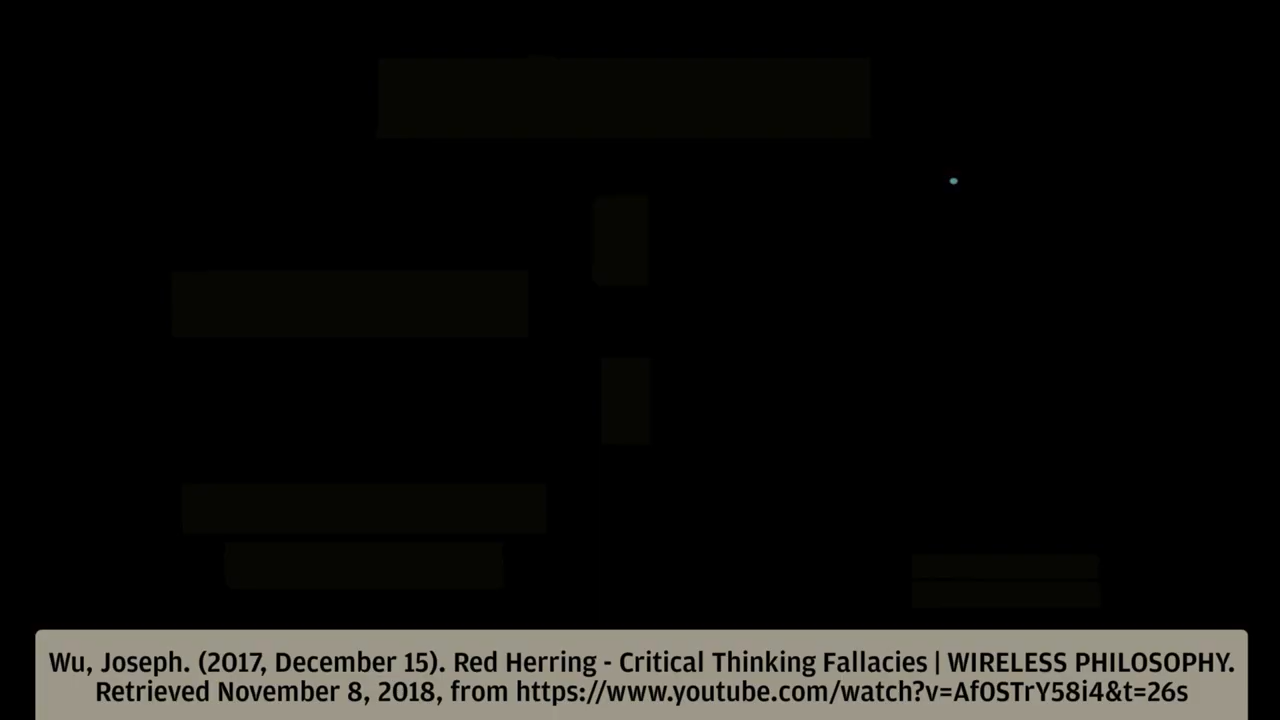 Wu, Joseph. (2017, December 15). Red Herring - Critical Thinking Fallacies | WIRELESS PHILOSOPHY.
Retrieved November 8, 2018, from https://www.youtube.com/watch?v=Af0STrY58i4&t=26s